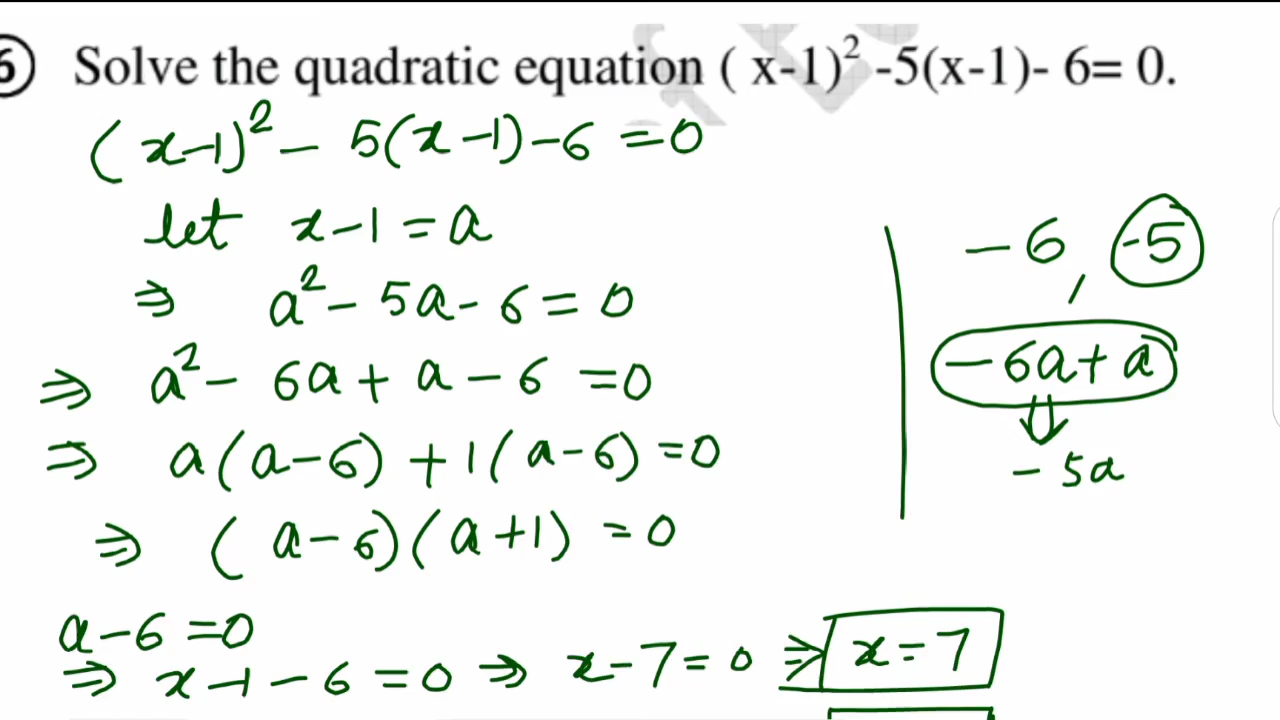 6) Solve the quadratic equation ( x-1)² -5(x-1)- 6= 0.
(x-1)² - 5(x-1)-6 =0
let x-1 = a
⇒ a² - 5a - 6 = 0
⇒ a² - 6a + a - 6 =0
⇒ a(a-6) +1(a-6) =0
⇒ (a-6)(a+1) =0
a-6 =0
⇒ x-1-6 =0 ⇒ x-7=0 ⇒ x=7
-6, -5
-6a+a
⇓
-5a